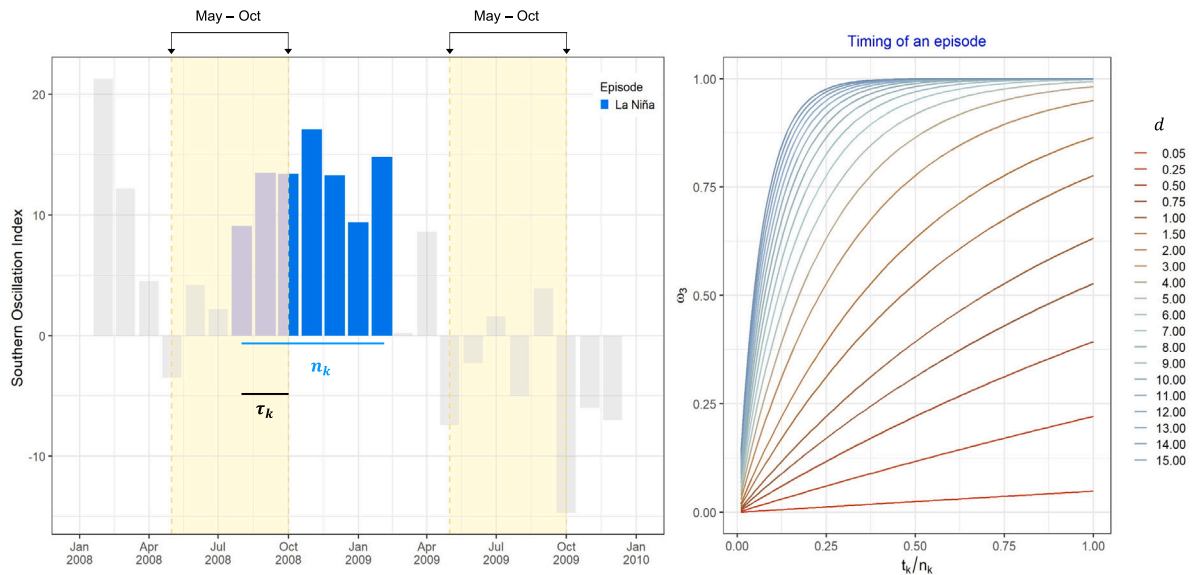 May – Oct
May – Oct
Southern Oscillation Index
20
10
0
-10
Episode
La Niña
n_k
τ_k
Jan
2008
Apr
2008
Jul
2008
Oct
2008
Jan
2009
Apr
2009
Jul
2009
Oct
2009
Jan
2010
Timing of an episode
ω₃
1.00
0.75
0.50
0.25
0.00
0.00
0.25
0.50
0.75
1.00
t_k/n_k
d
0.05
0.25
0.50
0.75
1.00
1.50
2.00
3.00
4.00
5.00
6.00
7.00
8.00
9.00
10.00
11.00
12.00
13.00
14.00
15.00